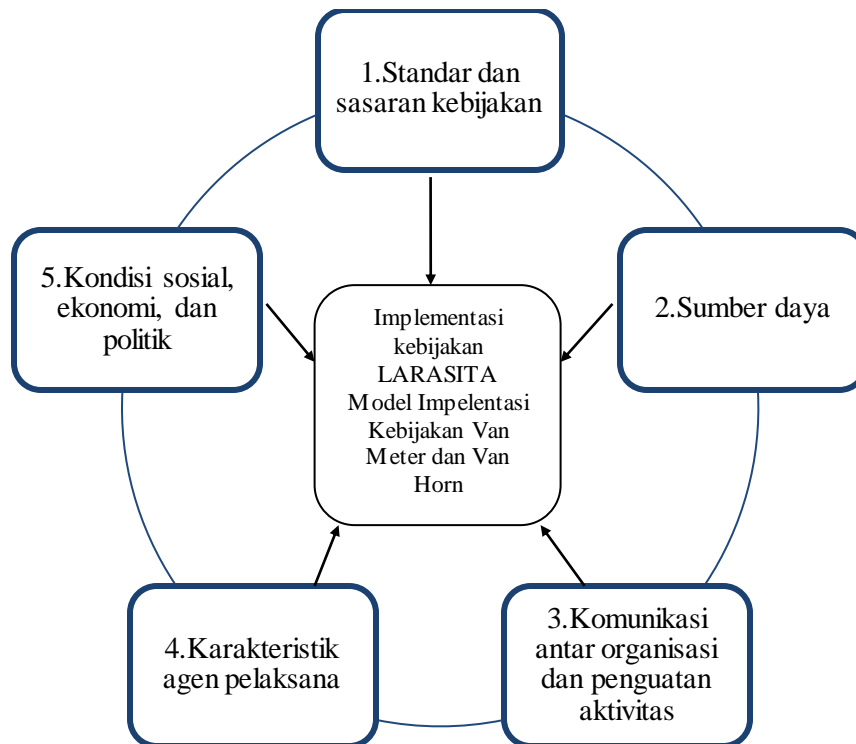 1.Standar dan
sasaran kebijakan
5.Kondisi sosial,
ekonomi, dan
politik
2.Sumber daya
Implementasi
kebijakan
LARASITA
Model Impelentasi
Kebijakan Van
Meter dan Van
Horn
4.Karakteristik
agen pelaksana
3.Komunikasi
antar organisasi
dan penguatan
aktivitas